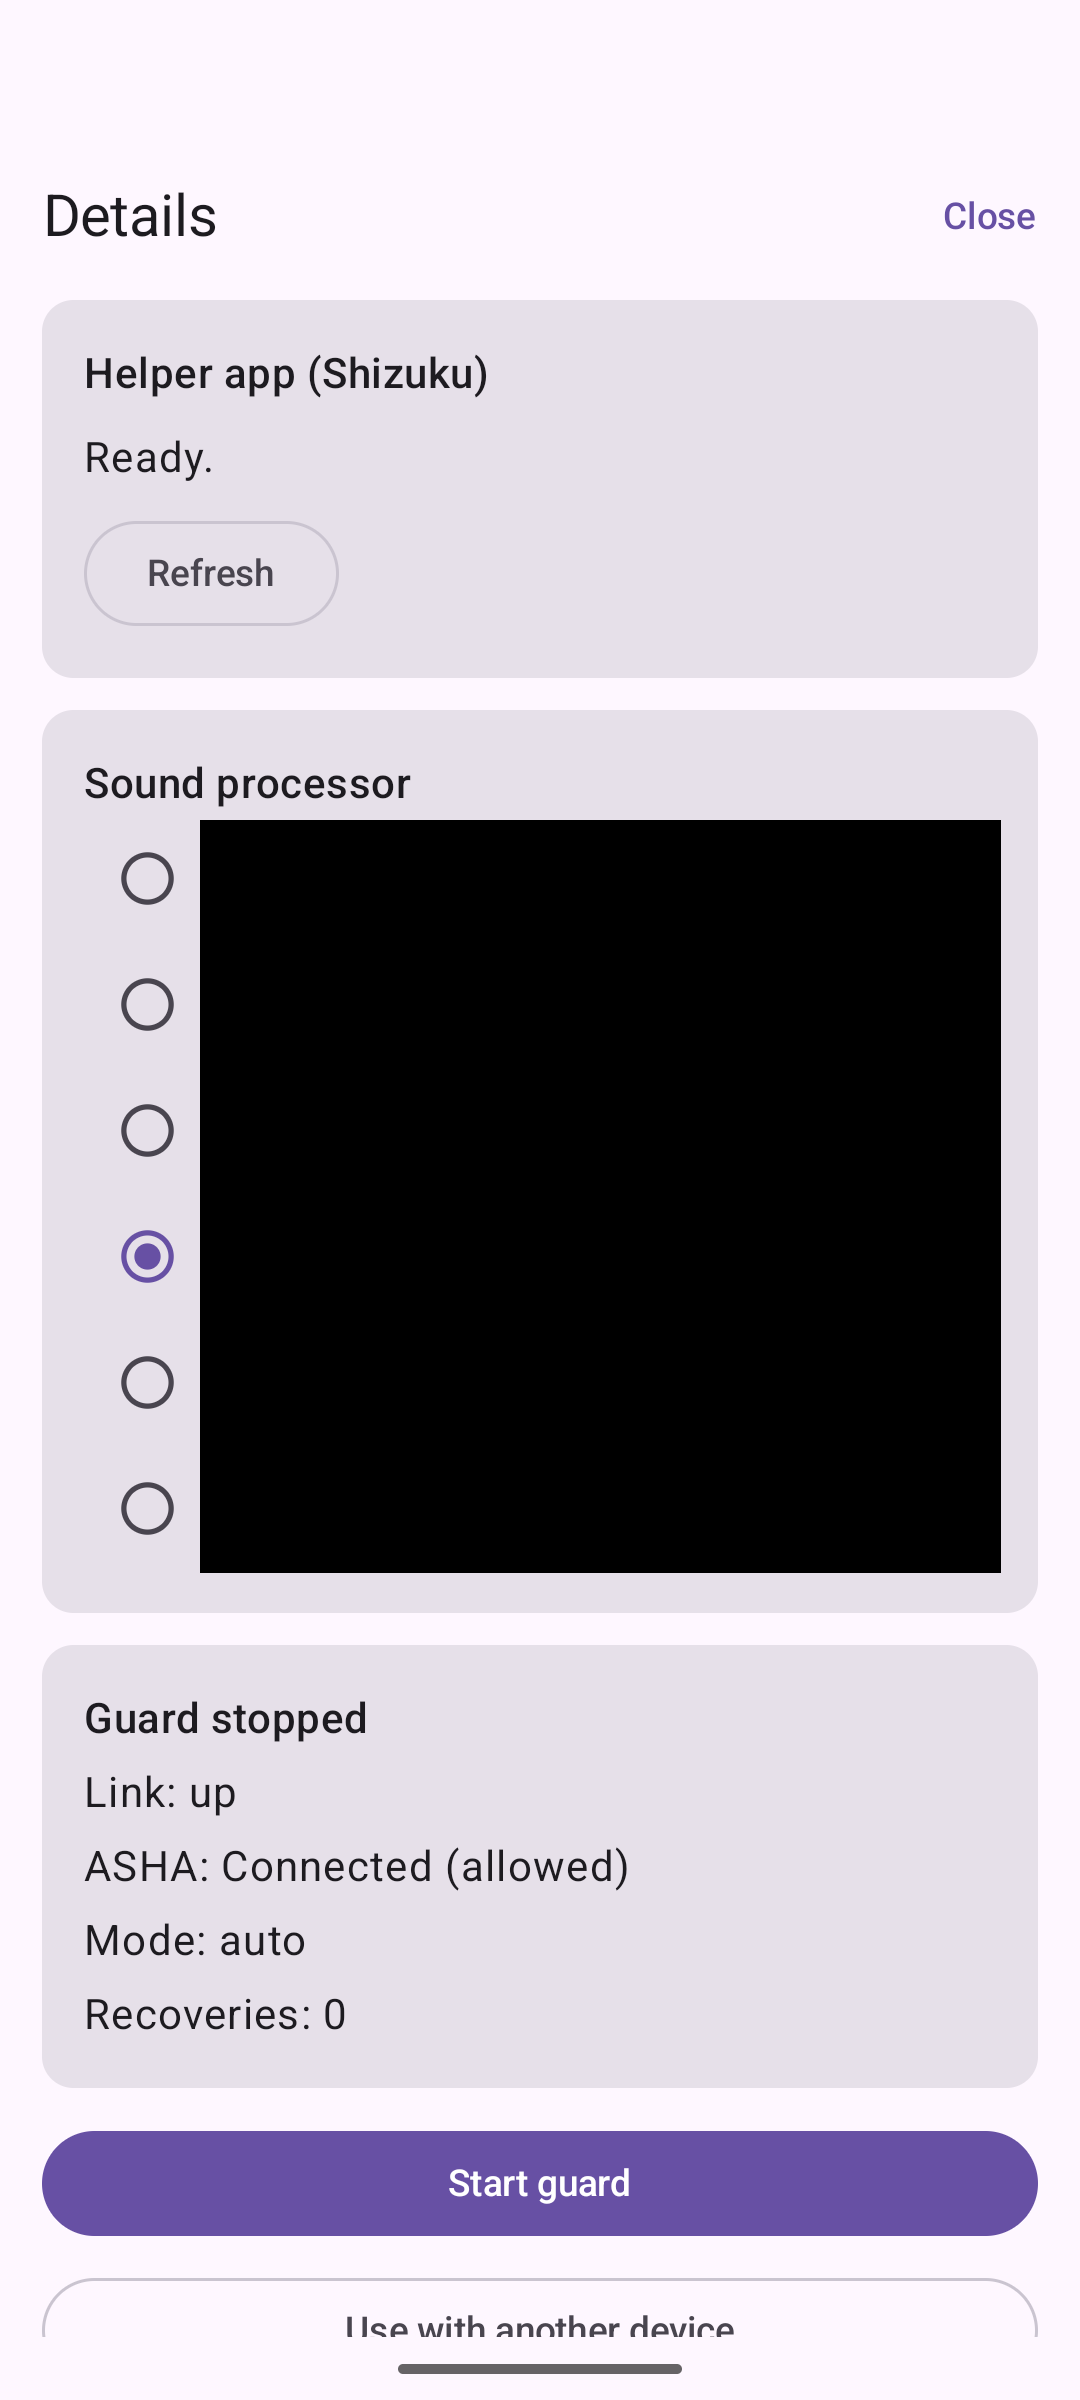 Details
Close
Helper app (Shizuku)
Ready.
Refresh
Sound processor
Guard stopped
Link: up
ASHA: Connected (allowed)
Mode: auto
Recoveries: 0
Start guard
Use with another device